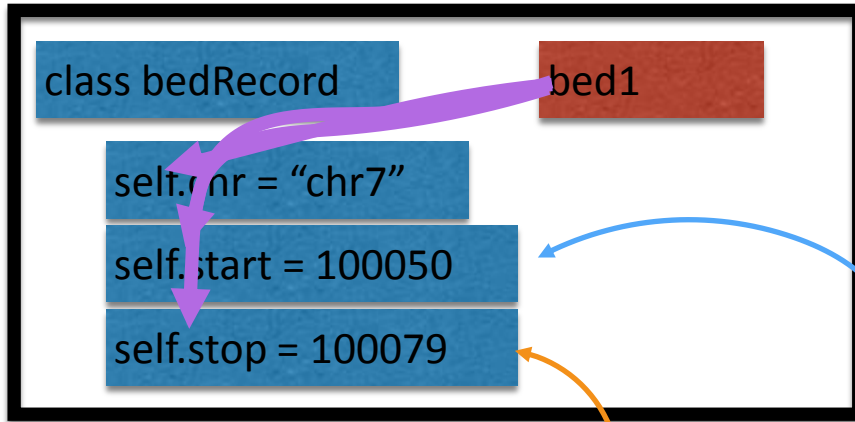 class bedRecord
bed1
self.chr = “chr7”
self.start = 100050
self.stop = 100079